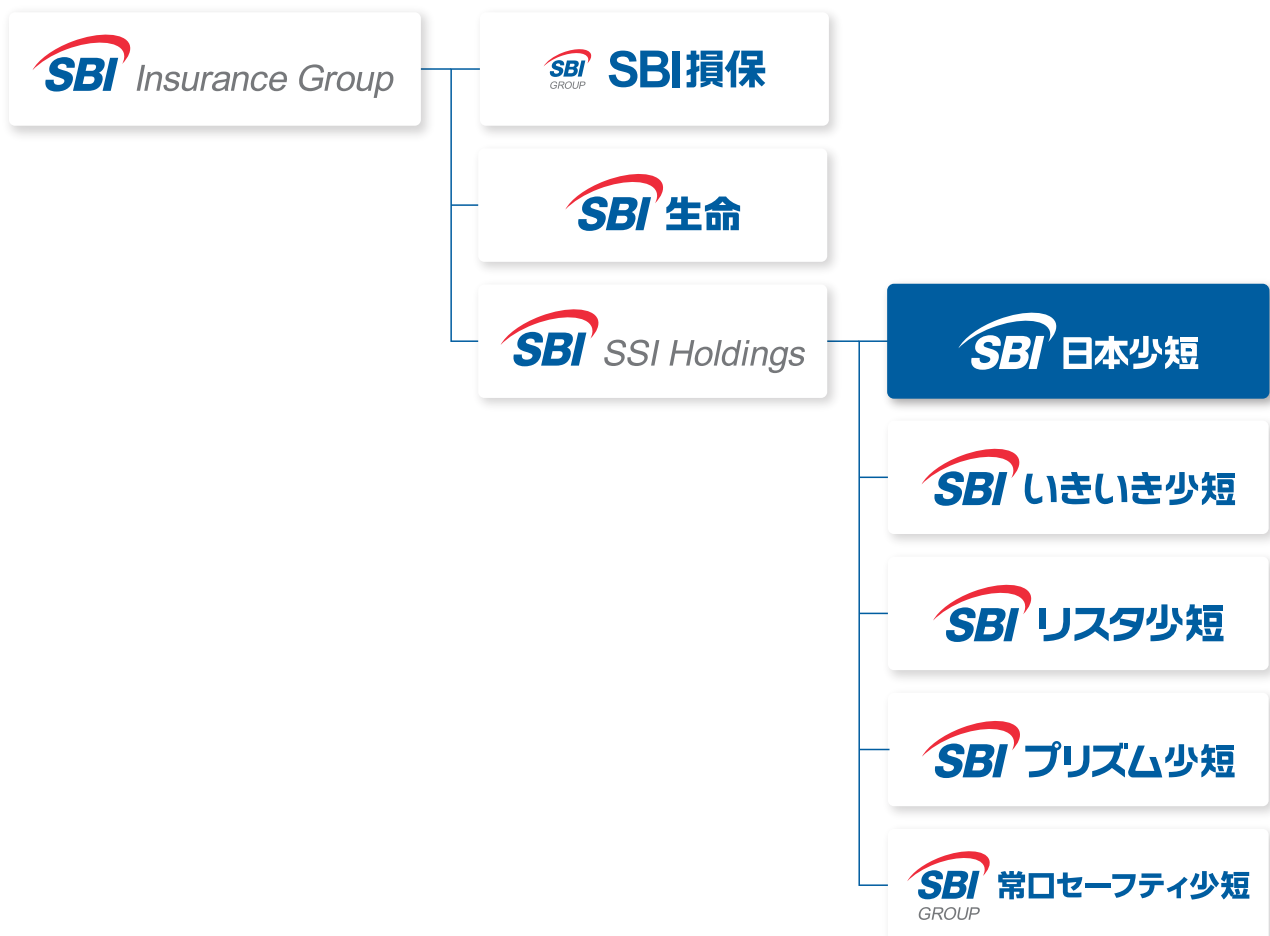 SBI Insurance Group
SBI GROUP SBI損保
SBI 生命
SBI SSI Holdings
SBI 日本少短
SBI いきいき少短
SBI リスタ少短
SBI プリズム少短
SBI GROUP 常口セーフティ少短